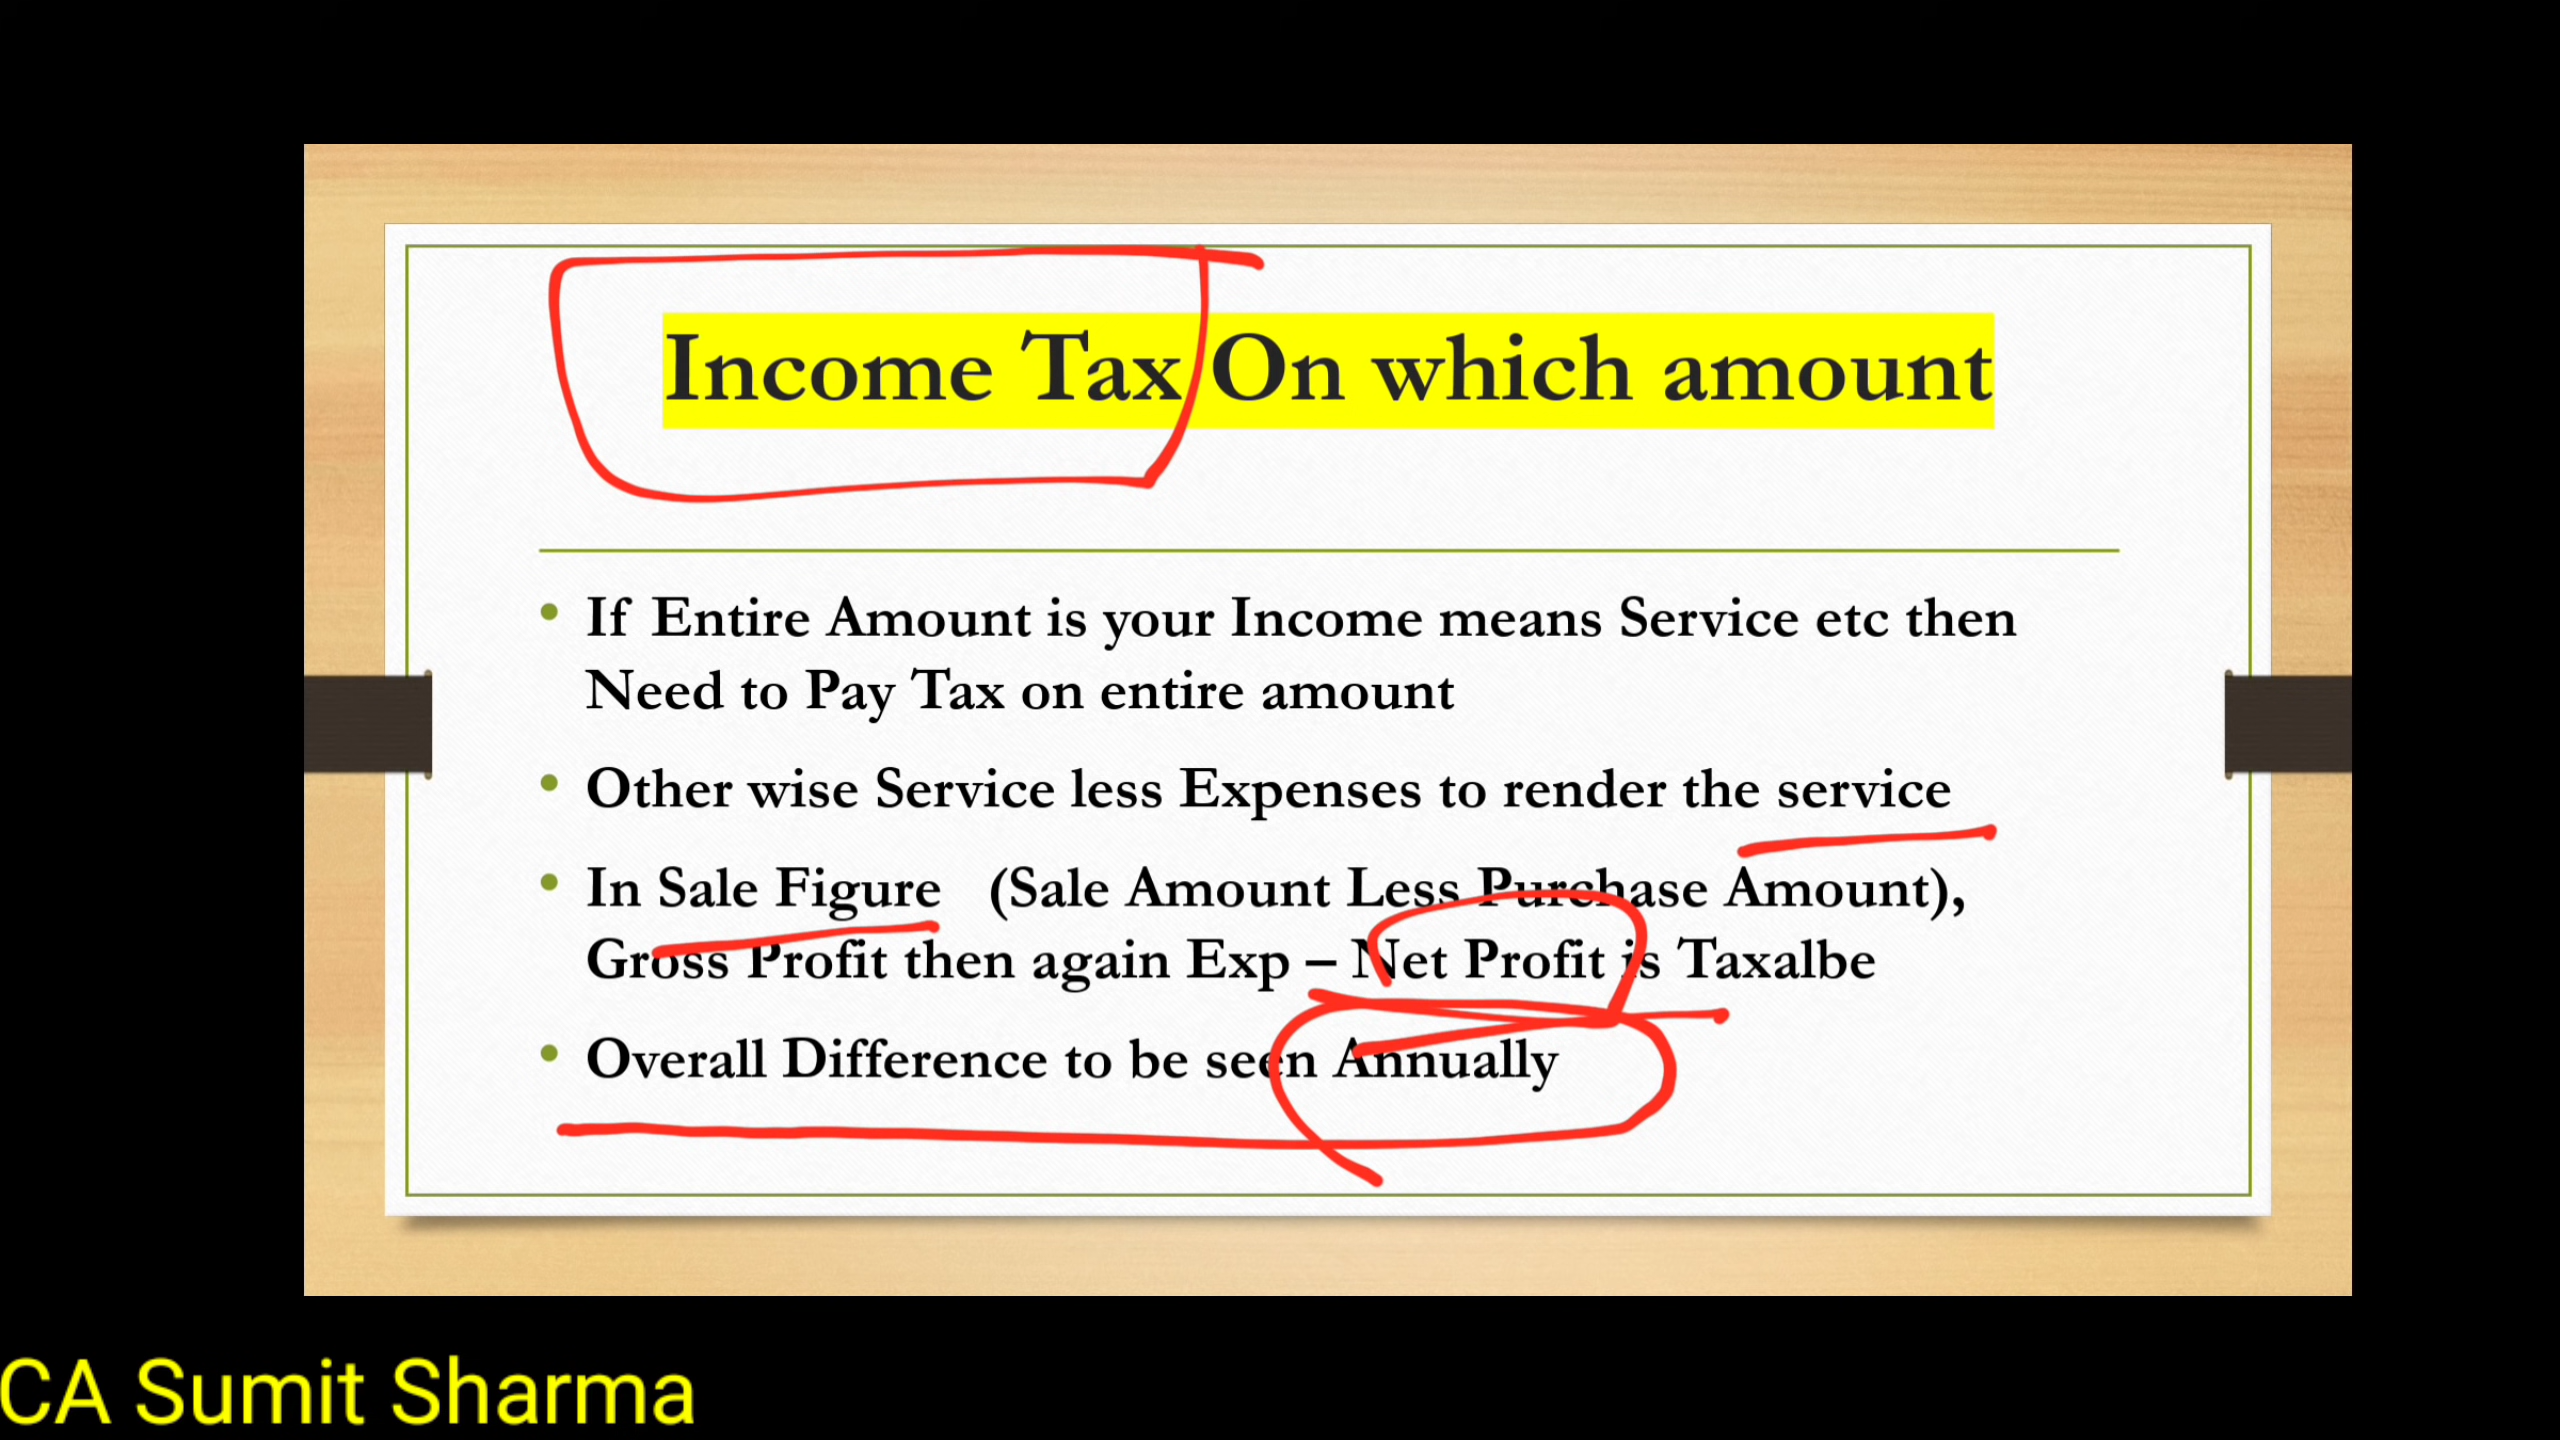 Income Tax On which amount
• If Entire Amount is your Income means Service etc then
Need to Pay Tax on entire amount
• Other wise Service less Expenses to render the service
• In Sale Figure (Sale Amount Less Purchase Amount),
Gross Profit then again Exp – Net Profit is Taxalbe
• Overall Difference to be seen Annually
CA Sumit Sharma